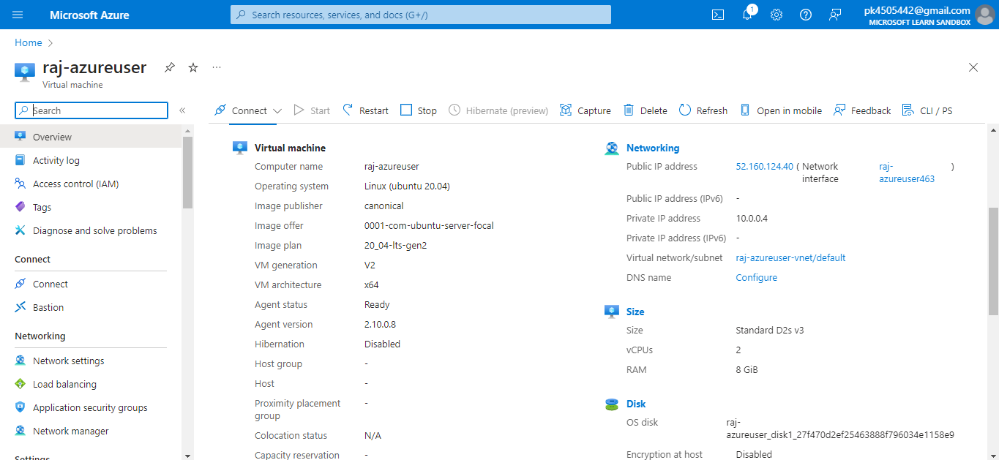 Microsoft Azure
Search resources, services, and docs (G+/)
1
pk4505442@gmail.com
MICROSOFT LEARN SANDBOX
Home
raj-azureuser
Virtual machine
Search
Connect
Start
Restart
Stop
Hibernate (preview)
Capture
Delete
Refresh
Open in mobile
Feedback
CLI / PS
Overview
Activity log
Access control (IAM)
Tags
Diagnose and solve problems
Connect
Connect
Bastion
Networking
Network settings
Load balancing
Application security groups
Network manager
Settings
Virtual machine
Computer name raj-azureuser
Operating system Linux (ubuntu 20.04)
Image publisher canonical
Image offer 0001-com-ubuntu-server-focal
Image plan 20_04-lts-gen2
VM generation V2
VM architecture x64
Agent status Ready
Agent version 2.10.0.8
Hibernation Disabled
Host group -
Host -
Proximity placement -
group
Colocation status N/A
Capacity reservation -
Networking
Public IP address 52.160.124.40 ( Network raj- )
interface azureuser463
Public IP address (IPv6) -
Private IP address 10.0.0.4
Private IP address (IPv6) -
Virtual network/subnet raj-azureuser-vnet/default
DNS name Configure
Size
Size Standard D2s v3
vCPUs 2
RAM 8 GiB
Disk
OS disk raj-
azureuser_disk1_27f470d2ef25463888f796034e1158e9
Encryption at host Disabled